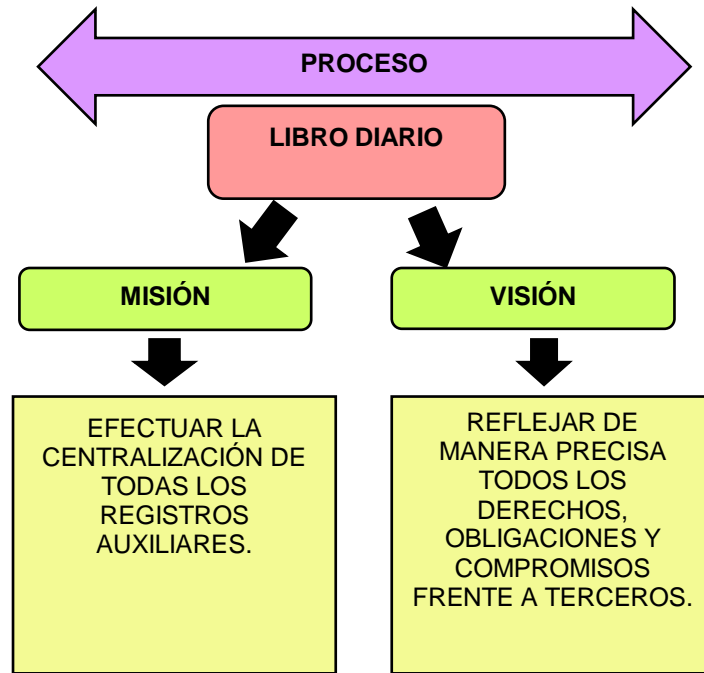 PROCESO
LIBRO DIARIO
MISIÓN
VISIÓN
EFECTUAR LA
CENTRALIZACIÓN DE
TODAS LOS
REGISTROS
AUXILIARES.
REFLEJAR DE
MANERA PRECISA
TODOS LOS
DERECHOS,
OBLIGACIONES Y
COMPROMISOS
FRENTE A TERCEROS.